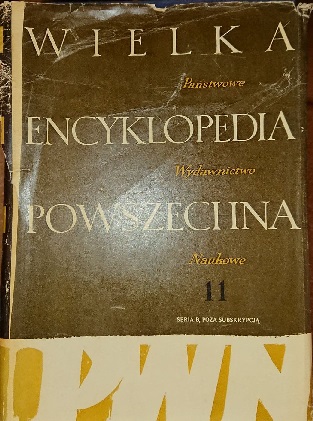 WIELKA
Państwowe
ENCYKLOPEDIA
Wydawnictwo
POWSZECHNA
Naukowe
11
SERIA B, POZA SUBSKRYPCJĄ
PWN